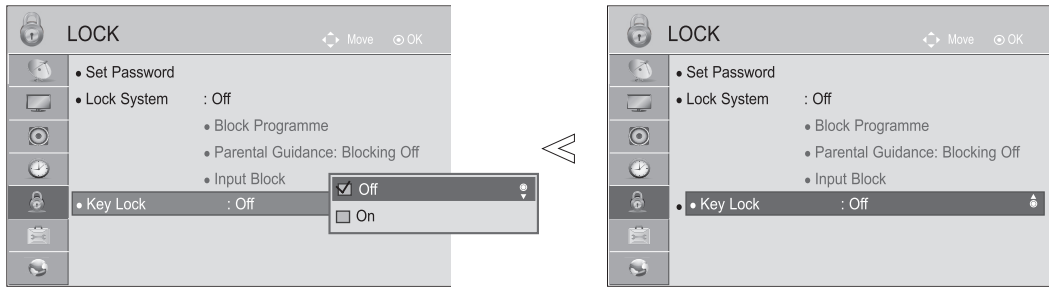 LOCK
Move OK
• Set Password
• Lock System : Off
• Block Programme
• Parental Guidance: Blocking Off
• Input Block
• Key Lock : Off
Off
On
LOCK
Move OK
• Set Password
• Lock System : Off
• Block Programme
• Parental Guidance: Blocking Off
• Input Block
• • Key Lock : Off